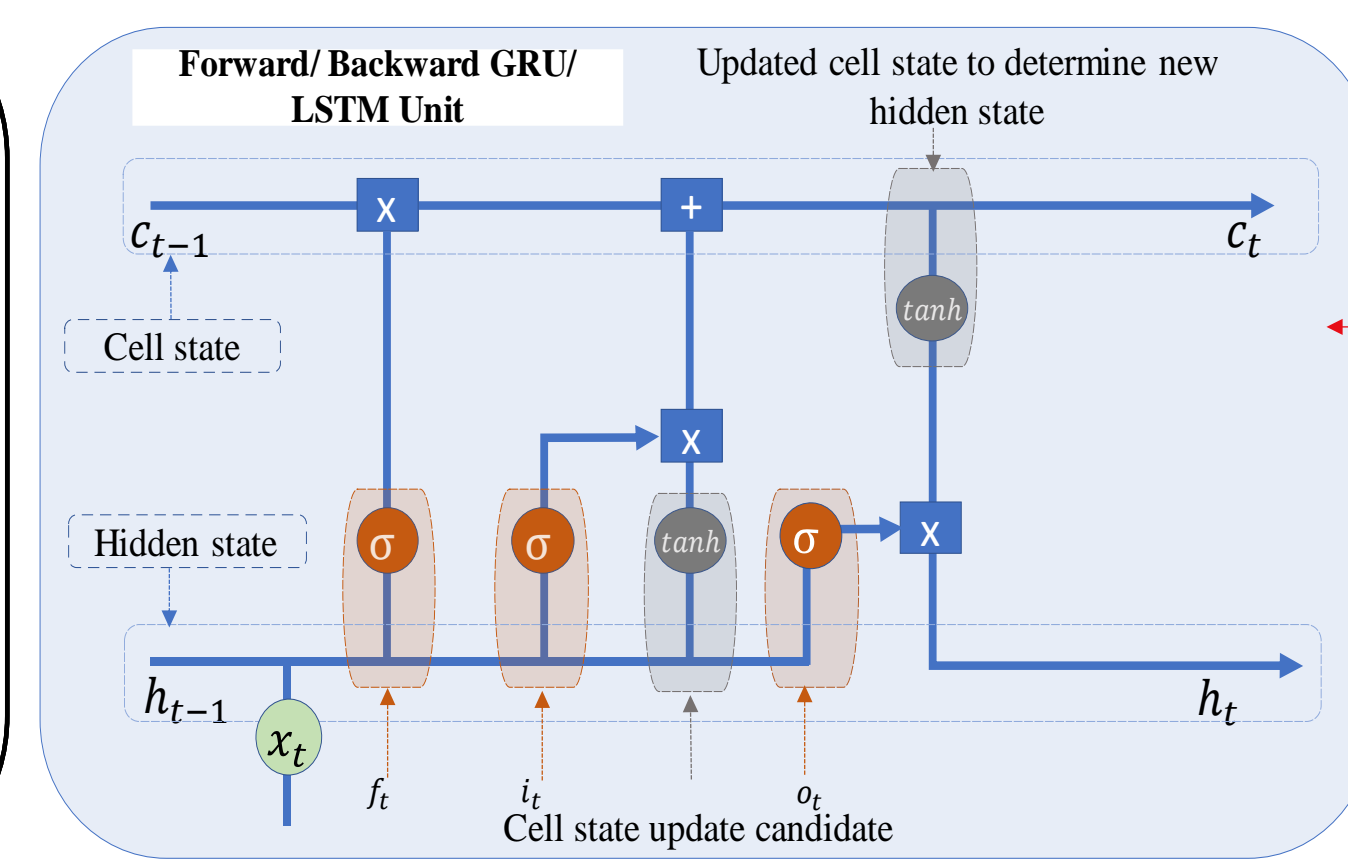 Forward/ Backward GRU/
LSTM Unit
Updated cell state to determine new
hidden state
x
+
c_{t−1}
c_t
tanh
Cell state
x
Hidden state
σ
σ
tanh
σ
x
h_{t−1}
h_t
x_t
f_t
i_t
o_t
Cell state update candidate